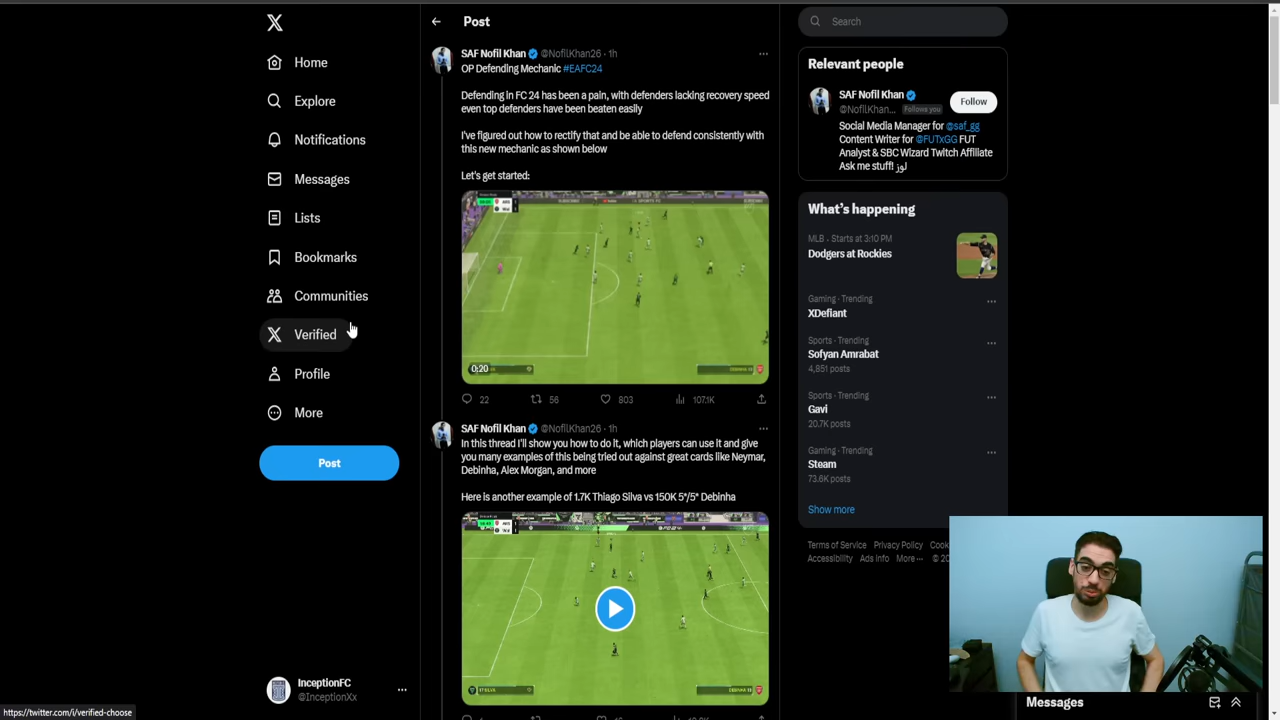 Home
Explore
Notifications
Messages
Lists
Bookmarks
Communities
Verified
Profile
More
Post
InceptionFC
@InceptionXx
https://twitter.com/i/verified-choose
Post
SAF Nofil Khan @NofilKhan26 · 1h
OP Defending Mechanic #EAFC24
Defending in FC 24 has been a pain, with defenders lacking recovery speed
even top defenders have been beaten easily
I've figured out how to rectify that and be able to defend consistently with
this new mechanic as shown below
Let's get started:
0:20
22 56 803 107.1K
SAF Nofil Khan @NofilKhan26 · 1h
In this thread I'll show you how to do it, which players can use it and give
you many examples of this being tried out against great cards like Neymar,
Debinha, Alex Morgan, and more
Here is another example of 1.7K Thiago Silva vs 150K 5*/5* Debinha
Search
Relevant people
SAF Nofil Khan
@NofilKhan... Follows you
Follow
Social Media Manager for @saf_gg
Content Writer for @FUTxGG FUT
Analyst & SBC Wizard Twitch Affiliate
Ask me stuff! لوز
What's happening
MLB · Starts at 3:10 PM
Dodgers at Rockies
Gaming · Trending
XDefiant
Sports · Trending
Sofyan Amrabat
4,851 posts
Sports · Trending
Gavi
20.7K posts
Gaming · Trending
Steam
73.6K posts
Show more
Terms of Service Privacy Policy Cook
Accessibility Ads info More ··· © 20
Messages